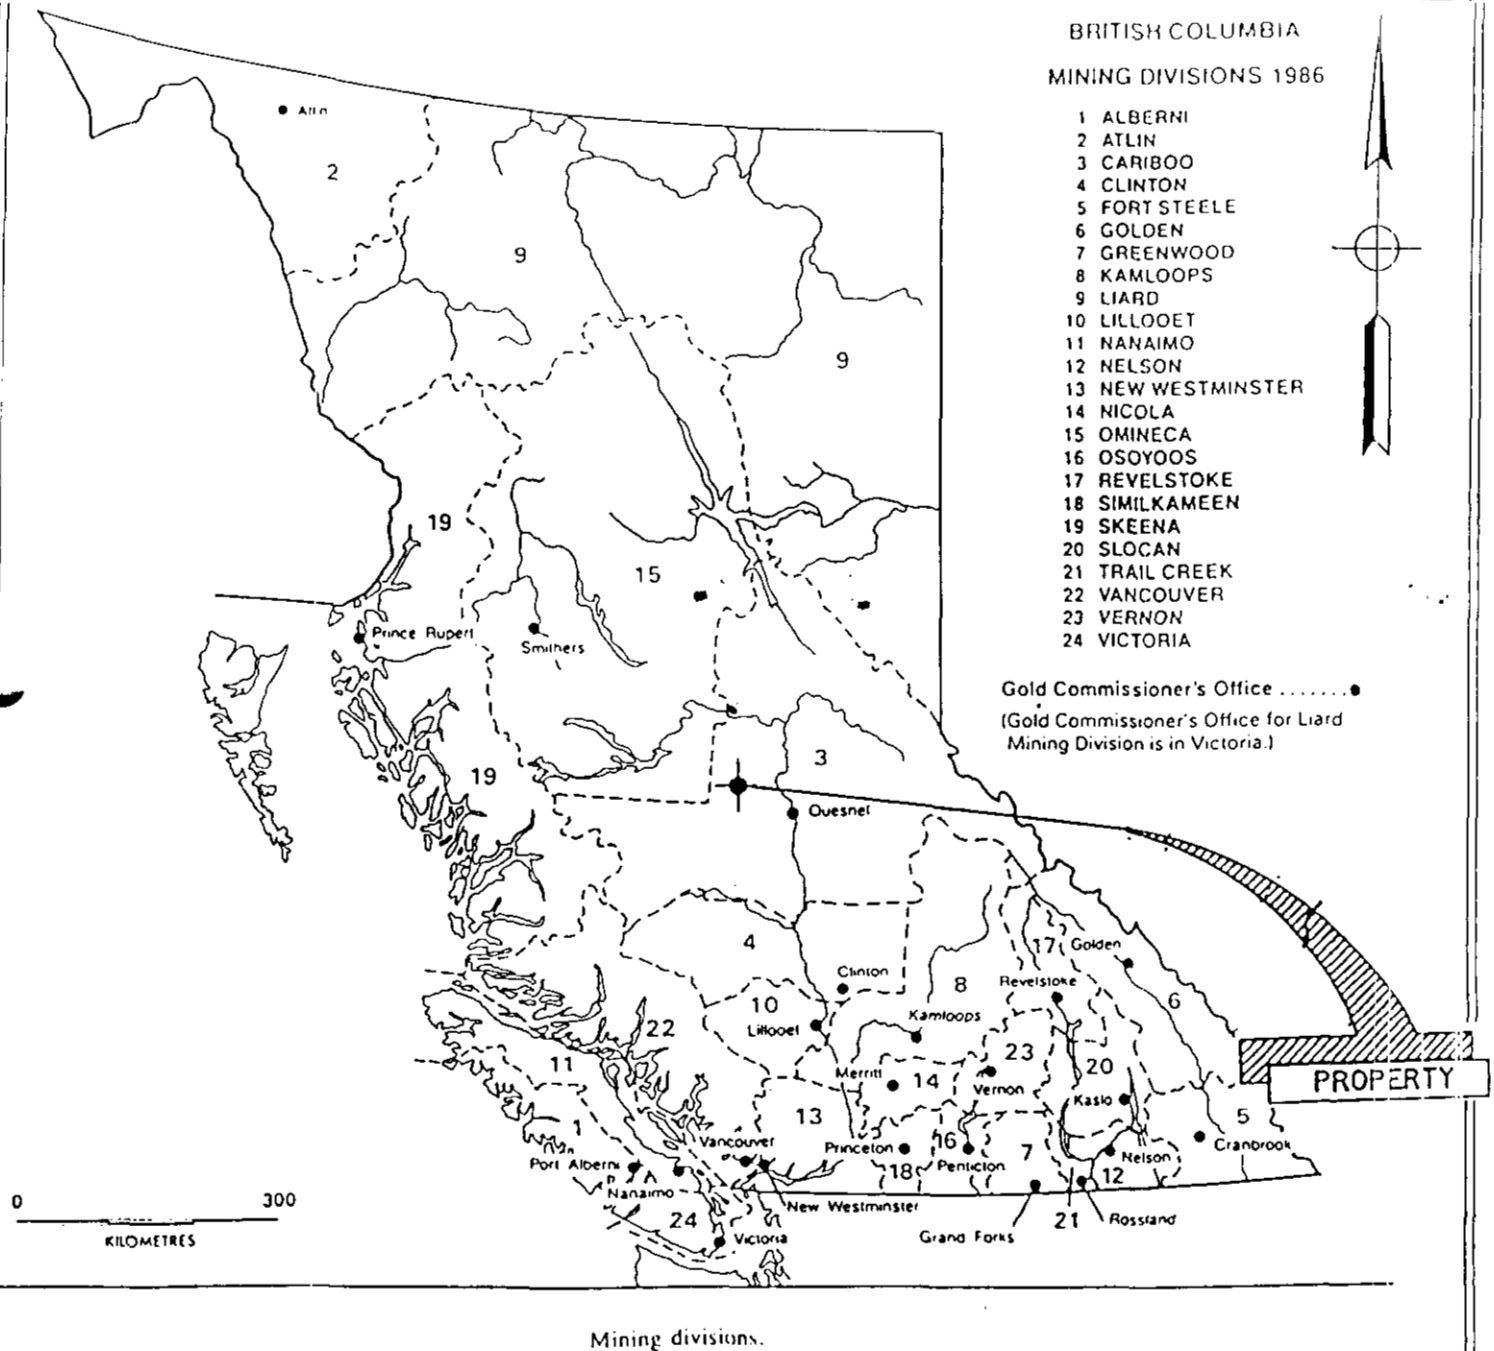 BRITISH COLUMBIA
MINING DIVISIONS 1986
1 ALBERNI
2 ATLIN
3 CARIBOO
4 CLINTON
5 FORT STEELE
6 GOLDEN
7 GREENWOOD
8 KAMLOOPS
9 LIARD
10 LILLOOET
11 NANAIMO
12 NELSON
13 NEW WESTMINSTER
14 NICOLA
15 OMINECA
16 OSOYOOS
17 REVELSTOKE
18 SIMILKAMEEN
19 SKEENA
20 SLOCAN
21 TRAIL CREEK
22 VANCOUVER
23 VERNON
24 VICTORIA
Gold Commissioner's Office .......
(Gold Commissioner's Office for Liard
Mining Division is in Victoria.)
Atlin
2
9
9
19
15
Prince Rupert
Smithers
3
19
Quesnel
4
17
Golden
Clinton
8
Revelstoke
6
10
Kamloops
Lillooet
22
23
11
20
Merritt
14
Vernon
PROPERTY
Kaslo
13
5
1
Vancouver
Princeton
16
7
Nelson
Cranbrook
Port Alberni
18
Penticton
12
Nanaimo
New Westminster
24
21
Rossland
Victoria
Grand Forks
0 300
KILOMETRES
Mining divisions.